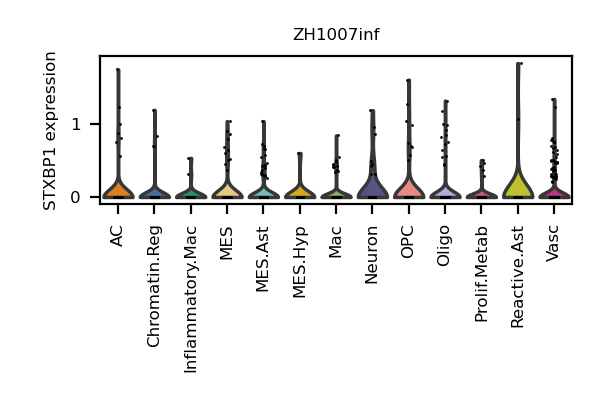 ZH1007inf
STXBP1 expression
1
0
AC
Chromatin.Reg
Inflammatory.Mac
MES
MES.Ast
MES.Hyp
Mac
Neuron
OPC
Oligo
Prolif.Metab
Reactive.Ast
Vasc